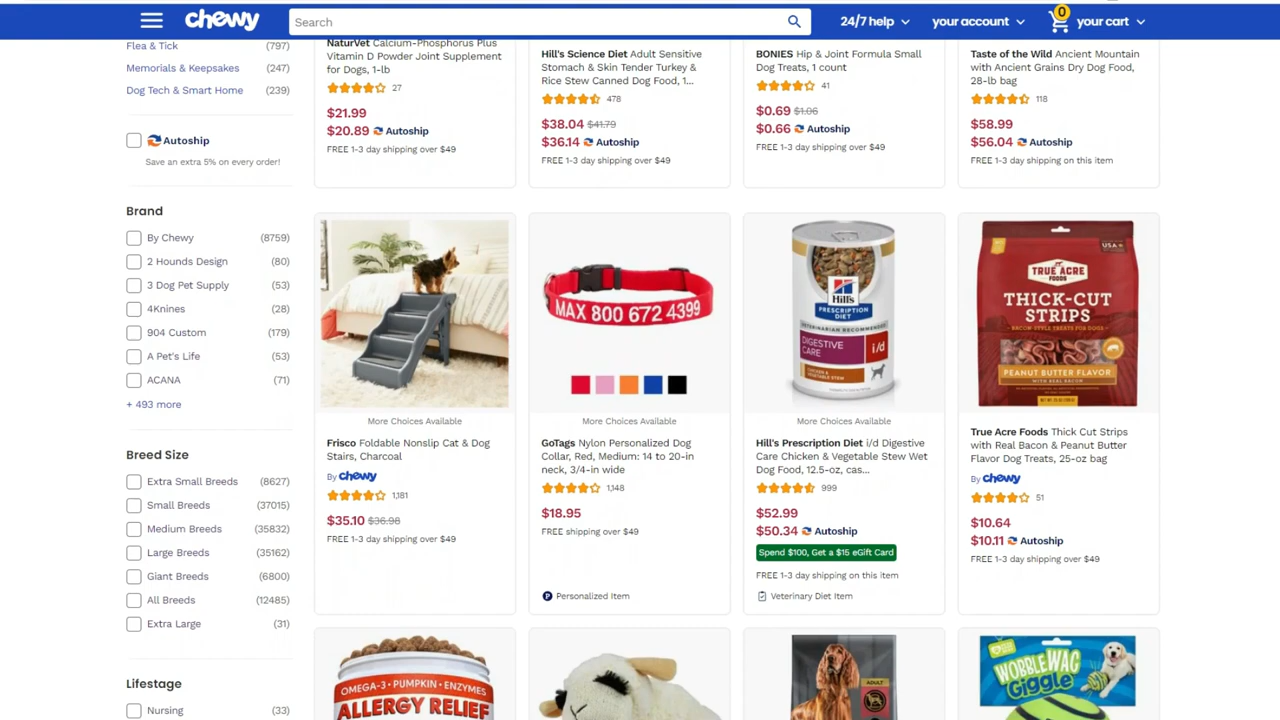 chewy
Search
24/7 help
your account
0
your cart
Flea & Tick (797)
Memorials & Keepsakes (247)
Dog Tech & Smart Home (239)
Autoship
Save an extra 5% on every order!
Brand
By Chewy (8759)
2 Hounds Design (80)
3 Dog Pet Supply (53)
4Knines (28)
904 Custom (179)
A Pet's Life (53)
ACANA (71)
+ 493 more
Breed Size
Extra Small Breeds (8627)
Small Breeds (37015)
Medium Breeds (35832)
Large Breeds (35162)
Giant Breeds (6800)
All Breeds (12485)
Extra Large (31)
Lifestage
Nursing (33)
NaturVet Calcium-Phosphorus Plus
Vitamin D Powder Joint Supplement
for Dogs, 1-lb
27
$21.99
$20.89 Autoship
FREE 1-3 day shipping over $49
Hill's Science Diet Adult Sensitive
Stomach & Skin Tender Turkey &
Rice Stew Canned Dog Food, 1...
478
$38.04 $41.79
$36.14 Autoship
FREE 1-3 day shipping over $49
BONIES Hip & Joint Formula Small
Dog Treats, 1 count
41
$0.69 $1.06
$0.66 Autoship
FREE 1-3 day shipping over $49
Taste of the Wild Ancient Mountain
with Ancient Grains Dry Dog Food,
28-lb bag
118
$58.99
$56.04 Autoship
FREE 1-3 day shipping on this item
More Choices Available
Frisco Foldable Nonslip Cat & Dog
Stairs, Charcoal
By chewy
1,181
$35.10 $36.98
FREE 1-3 day shipping over $49
MAX 800 672 4399
More Choices Available
GoTags Nylon Personalized Dog
Collar, Red, Medium: 14 to 20-in
neck, 3/4-in wide
1,148
$18.95
FREE shipping over $49
P Personalized Item
Hill's
PRESCRIPTION
DIET
VETERINARIAN RECOMMENDED
DIGESTIVE
CARE
i/d
CHICKEN &
VEGETABLE STEW
More Choices Available
Hill's Prescription Diet i/d Digestive
Care Chicken & Vegetable Stew Wet
Dog Food, 12.5-oz, cas...
999
$52.99
$50.34 Autoship
Spend $100, Get a $15 eGift Card
FREE 1-3 day shipping on this item
Veterinary Diet Item
USA
TRUE ACRE
FOODS
THICK-CUT
STRIPS
BACON-STYLE TREATS FOR DOGS
PEANUT BUTTER FLAVOR
WITH REAL BACON
True Acre Foods Thick Cut Strips
with Real Bacon & Peanut Butter
Flavor Dog Treats, 25-oz bag
By chewy
51
$10.64
$10.11 Autoship
FREE 1-3 day shipping over $49
OMEGA-3 • PUMPKIN • ENZYMES
ALLERGY RELIEF
ADULT
WOBBLE WAG
Giggle